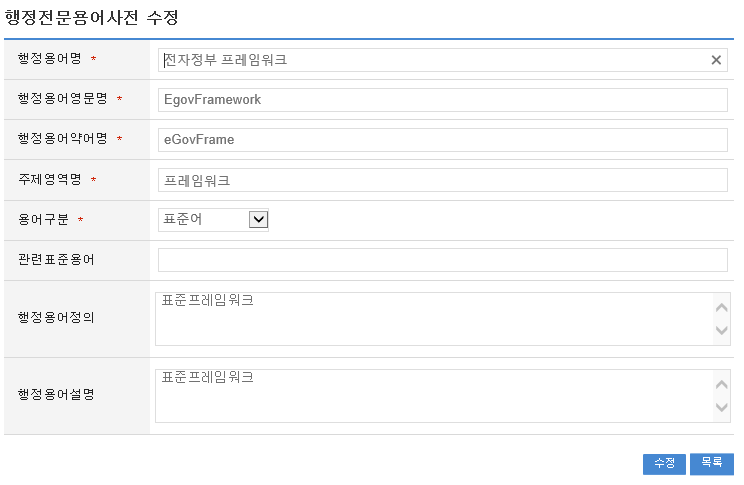 행정전문용어사전 수정
행정용어명 *
전자정부 프레임워크
행정용어영문명 *
EgovFramework
행정용어약어명 *
eGovFrame
주제영역명 *
프레임워크
용어구분 *
표준어
관련표준용어
행정용어정의
표준프레임워크
행정용어설명
표준프레임워크
수정 목록